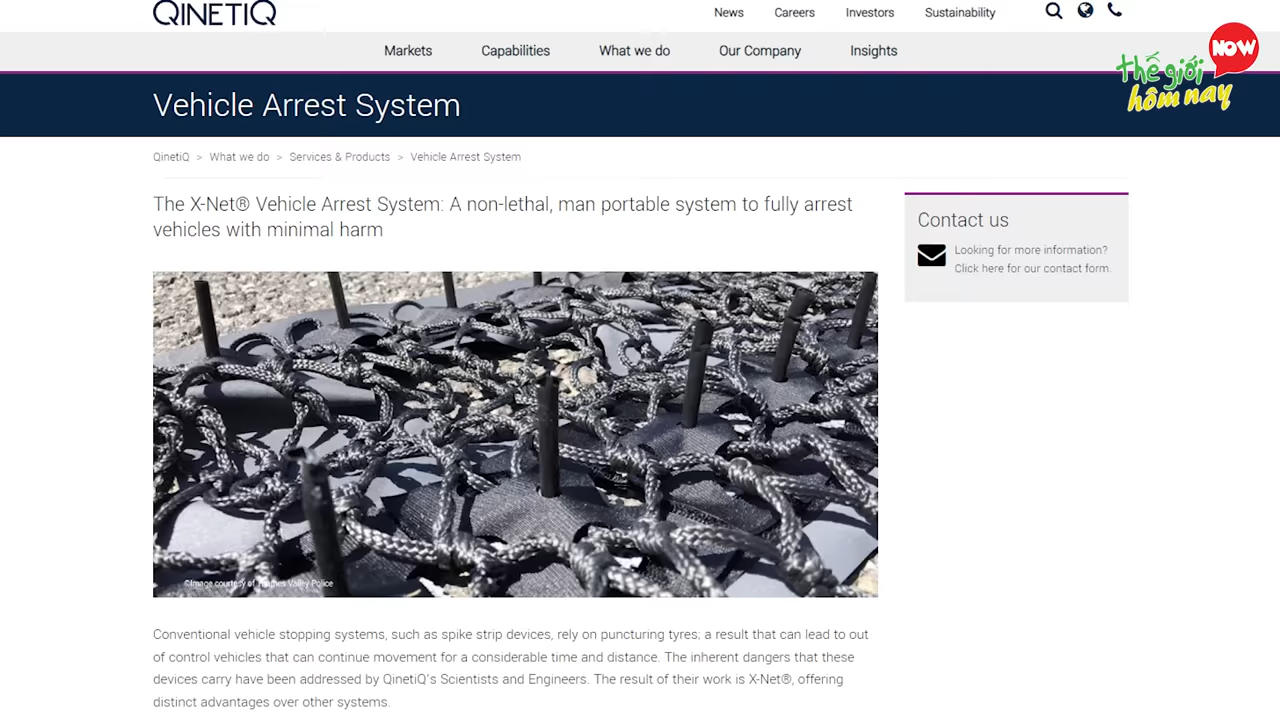 QINETIQ
News Careers Investors Sustainability
Markets Capabilities What we do Our Company Insights
NOW
thế giới
hôm nay
Vehicle Arrest System
QinetiQ > What we do > Services & Products > Vehicle Arrest System
The X-Net® Vehicle Arrest System: A non-lethal, man portable system to fully arrest
vehicles with minimal harm
Contact us
Looking for more information?
Click here for our contact form.
©Image courtesy of Thames Valley Police
Conventional vehicle stopping systems, such as spike strip devices, rely on puncturing tyres; a result that can lead to out
of control vehicles that can continue movement for a considerable time and distance. The inherent dangers that these
devices carry have been addressed by QinetiQ's Scientists and Engineers. The result of their work is X-Net®, offering
distinct advantages over other systems.